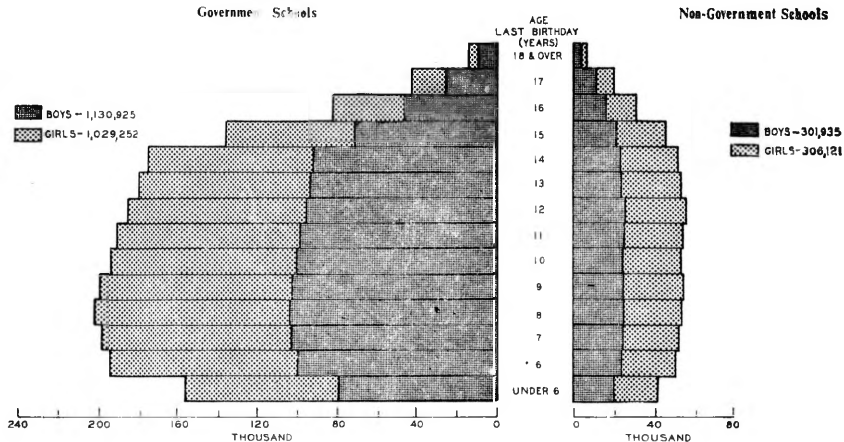 Government Schools
Non-Government Schools
AGE
LAST BIRTHDAY
(YEARS)
18 & OVER
17
16
15
14
13
12
11
10
9
8
7
6
UNDER 6
BOYS-1,130,925
GIRLS-1,029,252
BOYS-301,935
GIRLS-306,121
240 200 160 120 80 40 0
THOUSAND
0 40 80
THOUSAND